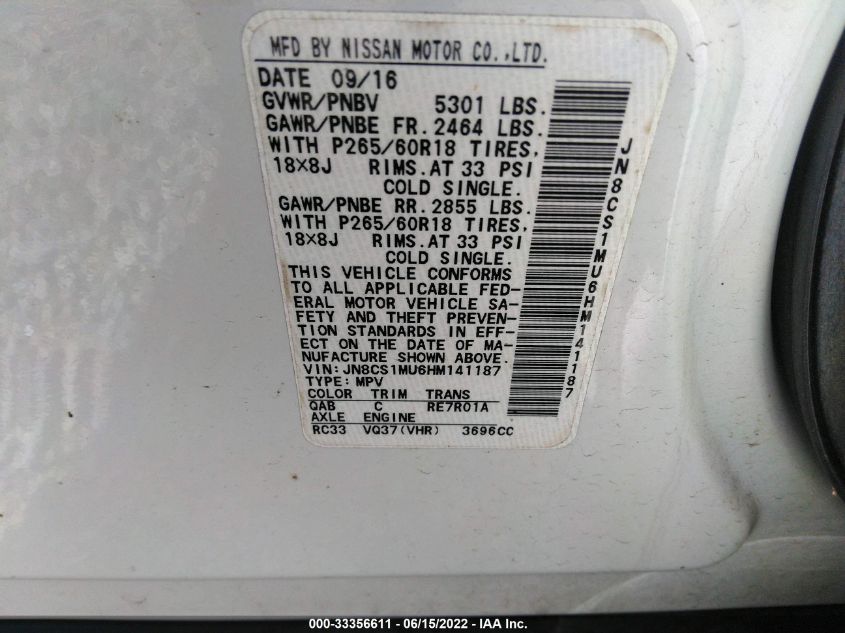 MFD BY NISSAN MOTOR CO.,LTD.
DATE 09/16
GVWR/PNBV 5301 LBS.
GAWR/PNBE FR. 2464 LBS.
WITH P265/60R18 TIRES,
18×8J RIMS. AT 33 PSI
COLD SINGLE.
GAWR/PNBE RR. 2855 LBS.
WITH P265/60R18 TIRES,
18×8J RIMS. AT 33 PSI
COLD SINGLE.
THIS VEHICLE CONFORMS
TO ALL APPLICABLE FED-
ERAL MOTOR VEHICLE SA-
FETY AND THEFT PREVEN-
TION STANDARDS IN EFF-
ECT ON THE DATE OF MA-
NUFACTURE SHOWN ABOVE.
VIN: JN8CS1MU6HM141187
TYPE: MPV
COLOR TRIM TRANS
QAB C RE7R01A
AXLE ENGINE
RC33 VQ37(VHR) 3696CC
JN8CS1MU6HM141187
000-33356611 - 06/15/2022 - IAA Inc.